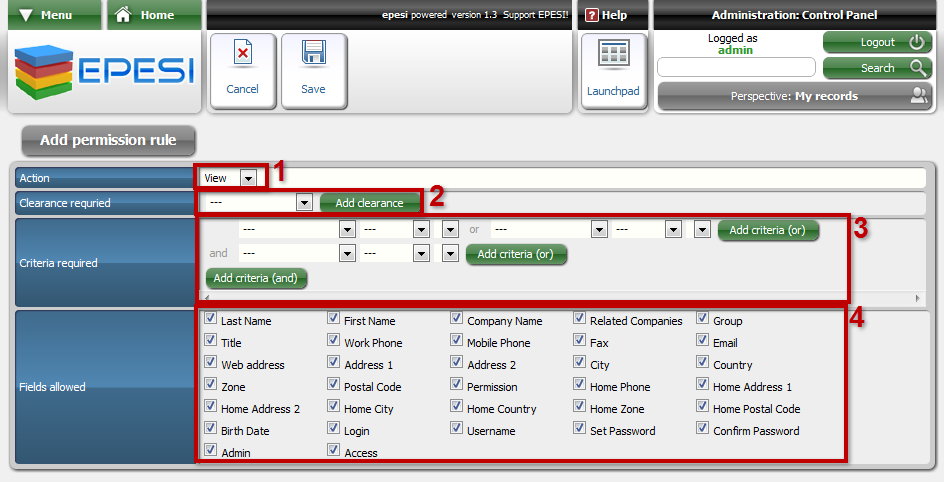 Menu Home epesi powered version 1.3 Support EPESI! ? Help Administration: Control Panel
Logged as
admin
Logout
Search
EPESI Cancel Save Launchpad
Perspective: My records
Add permission rule
1
Action View
2
Clearance requried --- Add clearance
3
--- --- or --- --- Add criteria (or)
and --- --- Add criteria (or)
Criteria required
Add criteria (and)
4
Last Name First Name Company Name Related Companies Group
Title Work Phone Mobile Phone Fax Email
Web address Address 1 Address 2 City Country
Fields allowed Zone Postal Code Permission Home Phone Home Address 1
Home Address 2 Home City Home Country Home Zone Home Postal Code
Birth Date Login Username Set Password Confirm Password
Admin Access